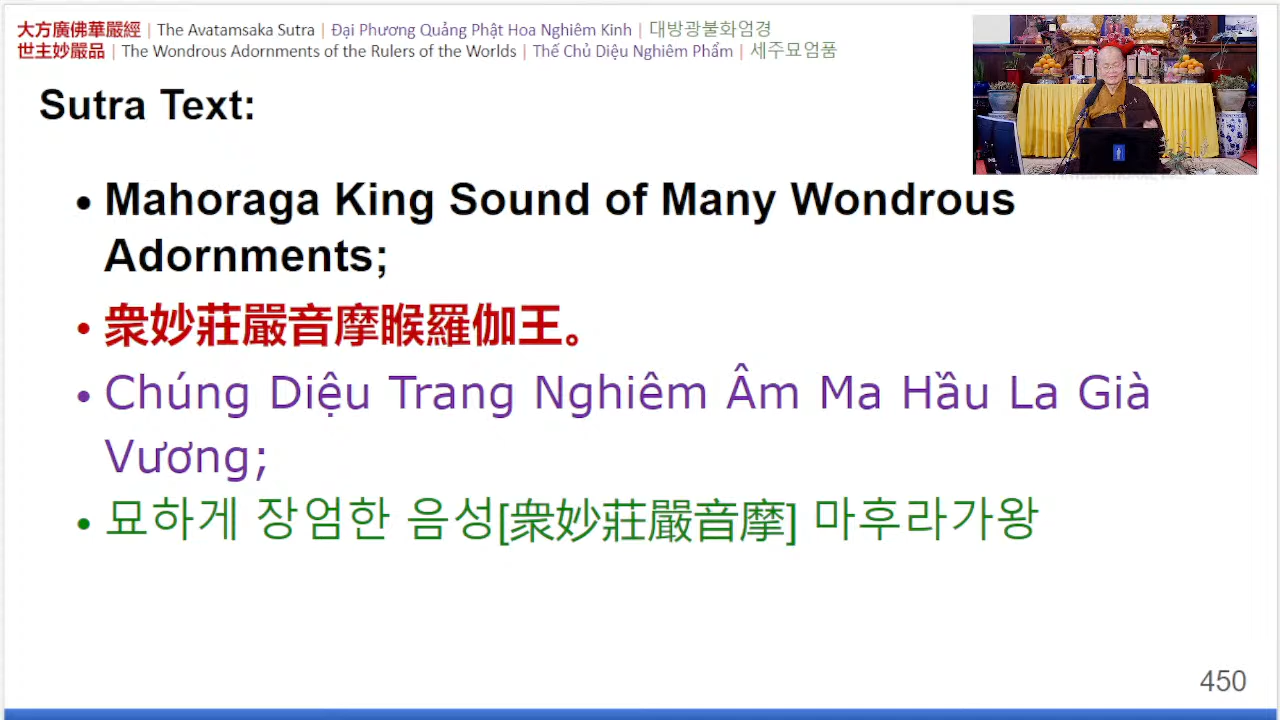 大方廣佛華嚴經 | The Avatamsaka Sutra | Đại Phương Quảng Phật Hoa Nghiêm Kinh | 대방광불화엄경
世主妙嚴品 | The Wondrous Adornments of the Rulers of the Worlds | Thế Chủ Diệu Nghiêm Phẩm | 세주묘엄품
Sutra Text:
• Mahoraga King Sound of Many Wondrous
Adornments;
• 衆妙莊嚴音摩睺羅伽王。
• Chúng Diệu Trang Nghiêm Âm Ma Hầu La Già
Vương;
• 묘하게 장엄한 음성[衆妙莊嚴音摩] 마후라가왕
450